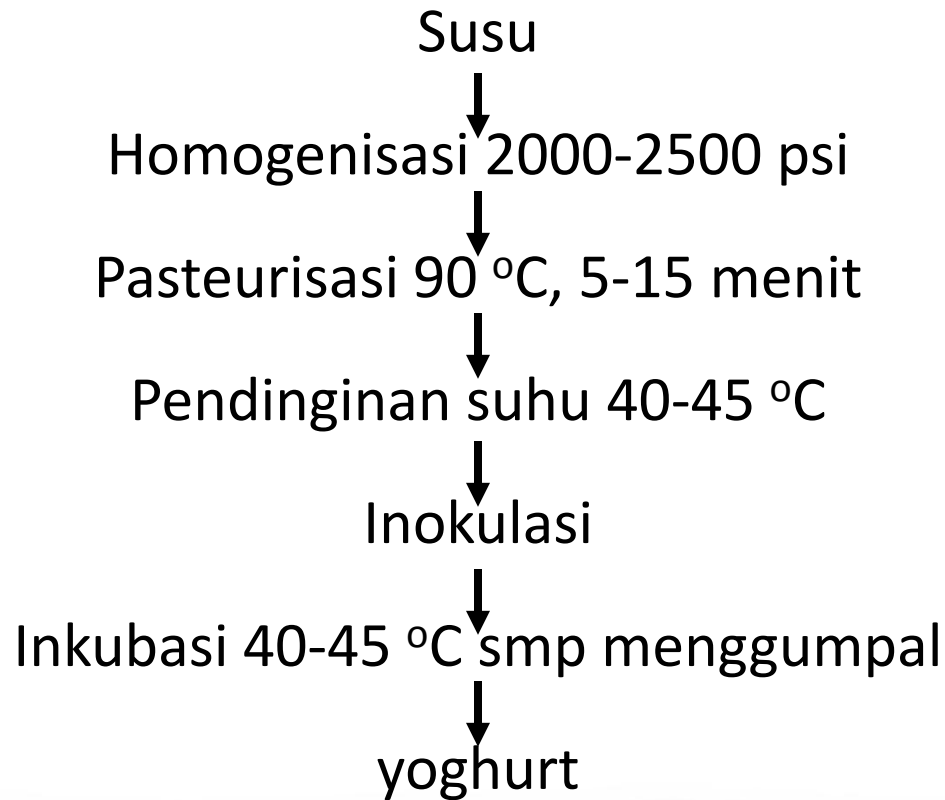 Susu
Homogenisasi 2000-2500 psi
Pasteurisasi 90 ºC, 5-15 menit
Pendinginan suhu 40-45 ºC
Inokulasi
Inkubasi 40-45 ºC smp menggumpal
yoghurt